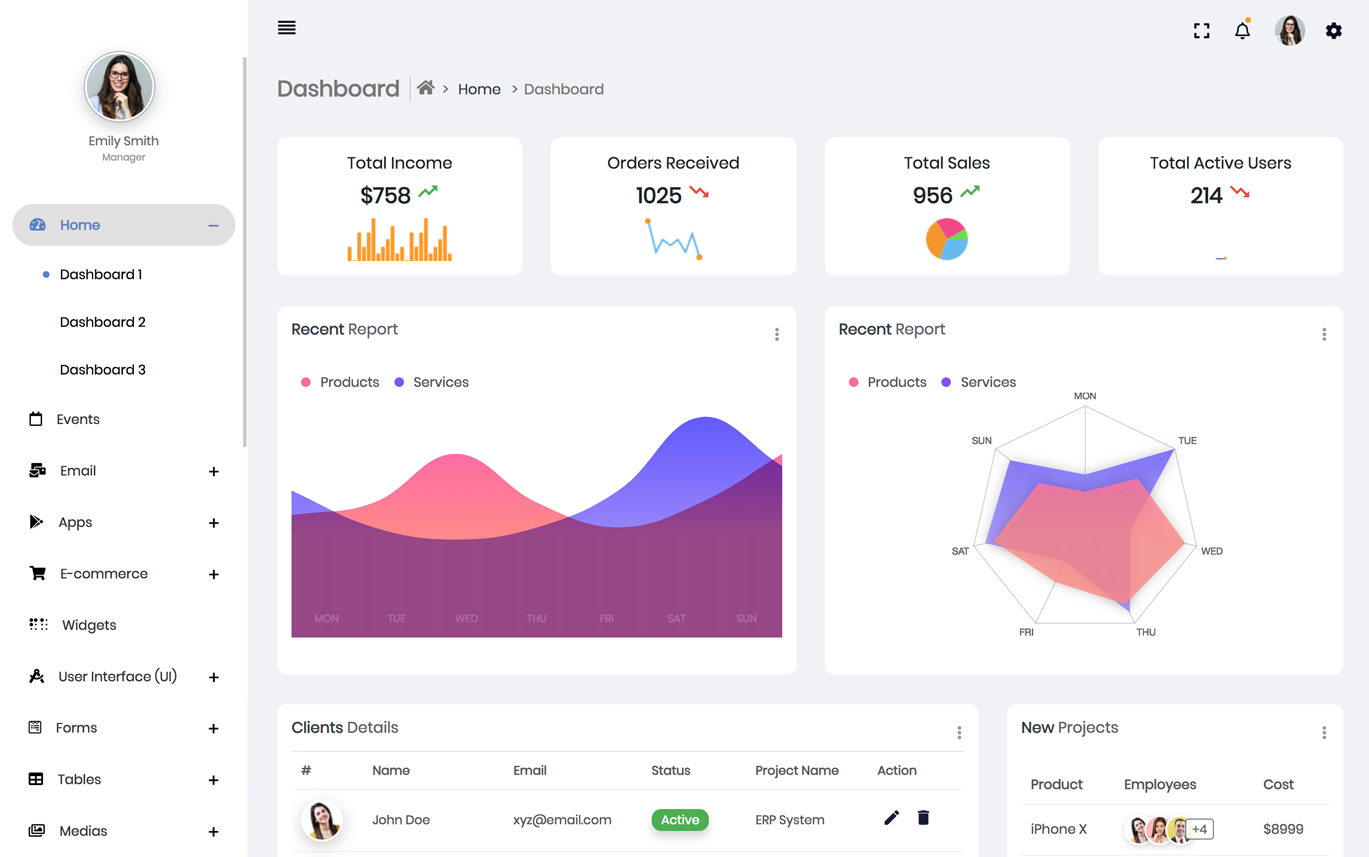 Emily Smith
Manager
Home
Dashboard 1
Dashboard 2
Dashboard 3
Events
Email
Apps
E-commerce
Widgets
User Interface (UI)
Forms
Tables
Medias
Dashboard > Home > Dashboard
Total Income
$758
Orders Received
1025
Total Sales
956
Total Active Users
214
Recent Report
Products Services
MON TUE WED THU FRI SAT SUN
Recent Report
Products Services
MON
TUE
WED
THU
FRI
SAT
SUN
Clients Details
# Name Email Status Project Name Action
John Doe xyz@email.com Active ERP System
New Projects
Product Employees Cost
iPhone X +4 $8999